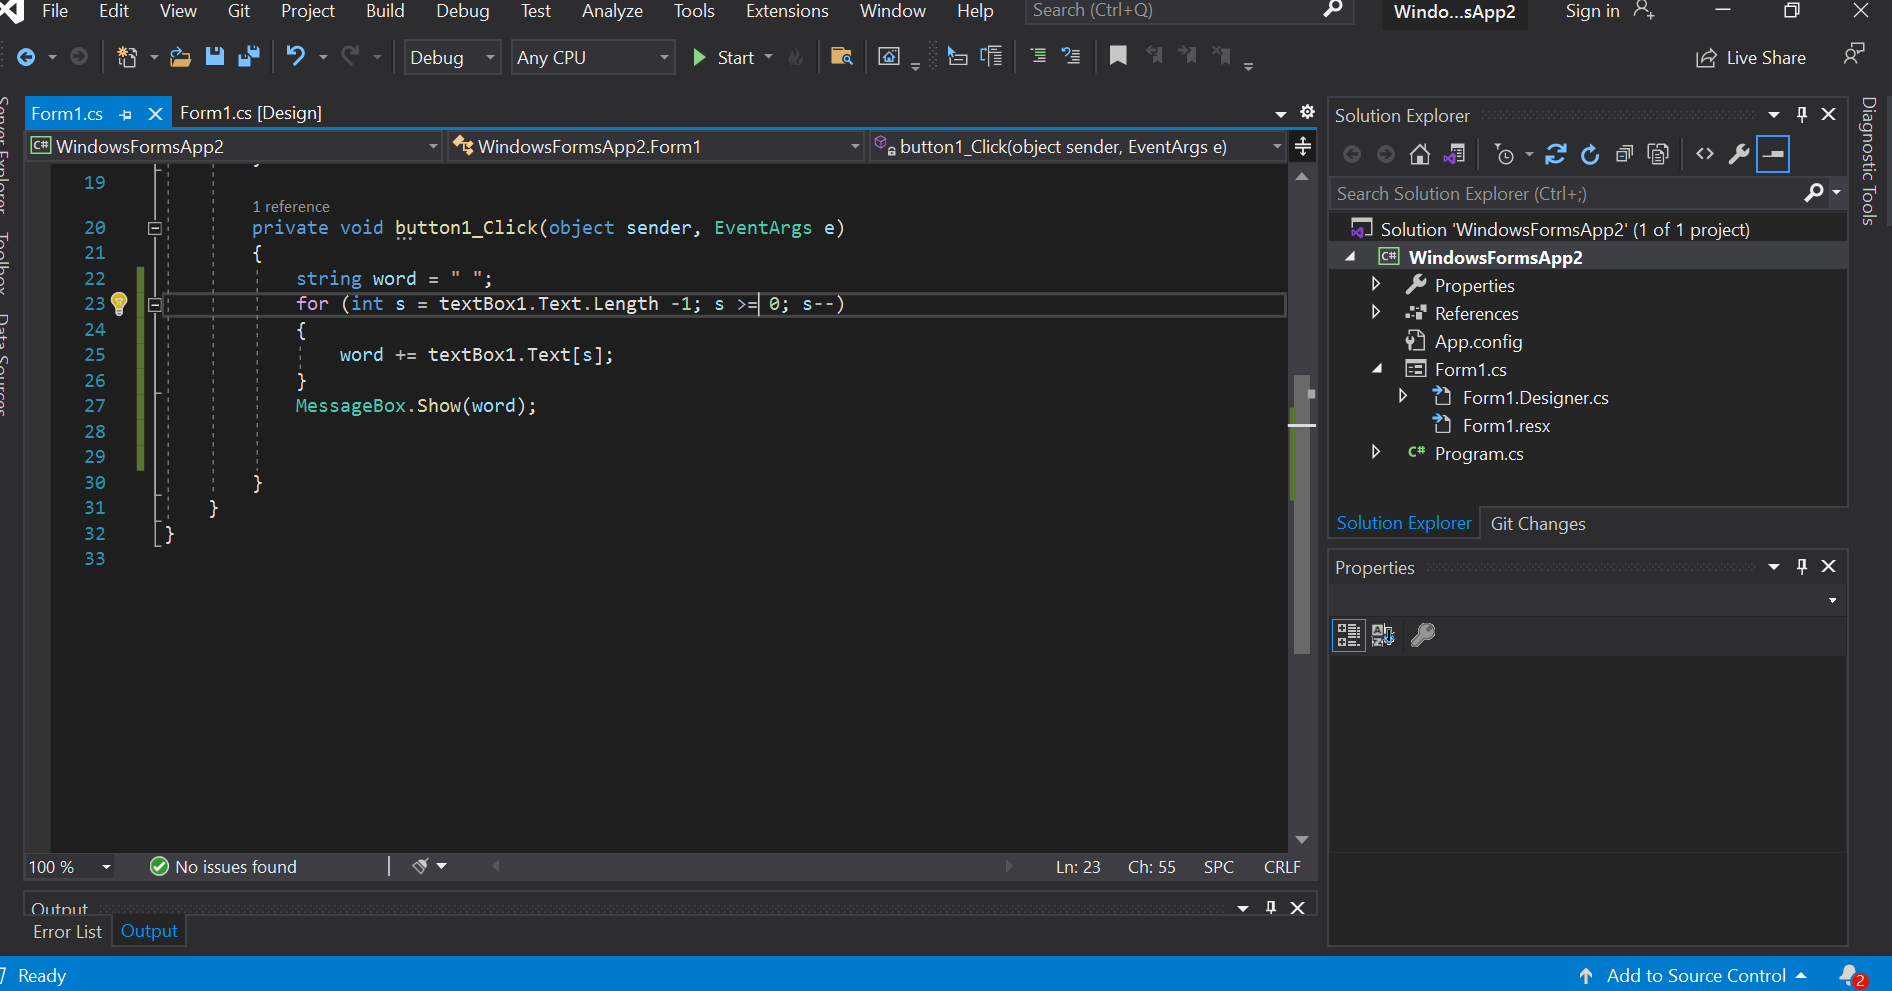 File Edit View Git Project Build Debug Test Analyze Tools Extensions Window Help Search (Ctrl+Q) Windo...sApp2 Sign in
Debug Any CPU Start Live Share
Form1.cs Form1.cs [Design]
WindowsFormsApp2 WindowsFormsApp2.Form1 button1_Click(object sender, EventArgs e)
19
1 reference
20 private void button1_Click(object sender, EventArgs e)
21 {
22 string word = " ";
23 for (int s = textBox1.Text.Length -1; s >= 0; s--)
24 {
25 word += textBox1.Text[s];
26 }
27 MessageBox.Show(word);
28
29
30 }
31 }
32 }
33
100 % No issues found Ln: 23 Ch: 55 SPC CRLF
Output
Error List Output
Ready Add to Source Control 2
Solution Explorer
Search Solution Explorer (Ctrl+;)
Solution 'WindowsFormsApp2' (1 of 1 project)
C# WindowsFormsApp2
Properties
References
App.config
Form1.cs
Form1.Designer.cs
Form1.resx
C# Program.cs
Solution Explorer Git Changes
Properties
Diagnostic Tools
Server Explorer
Toolbox
Data Sources